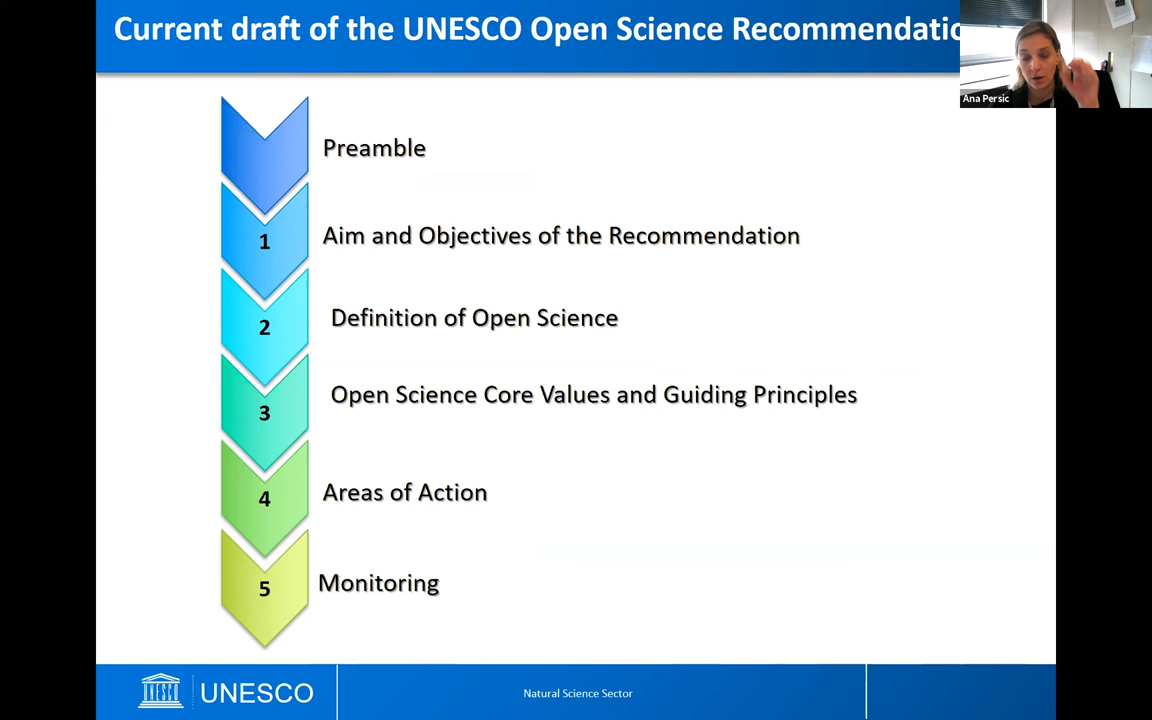 Current draft of the UNESCO Open Science Recommendatio
Ana Persic
Preamble
1
Aim and Objectives of the Recommendation
2
Definition of Open Science
3
Open Science Core Values and Guiding Principles
4
Areas of Action
5
Monitoring
UNESCO
UNESCO
Natural Science Sector